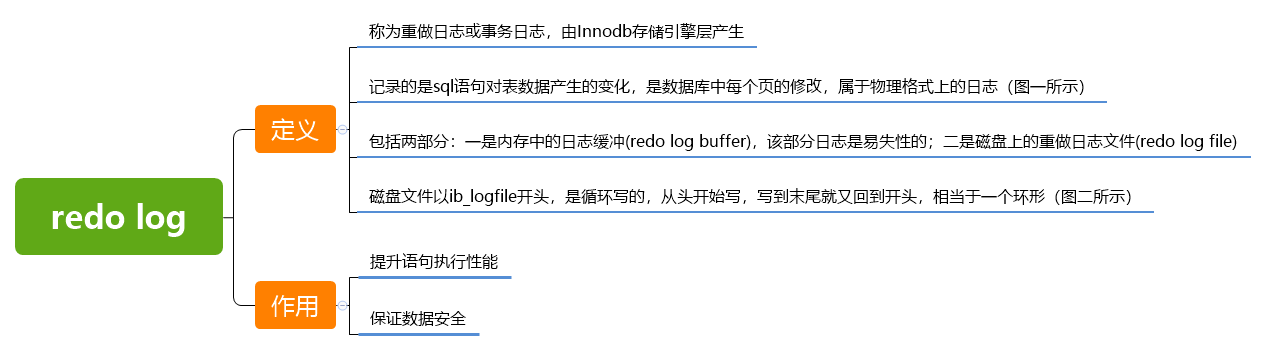 称为重做日志或事务日志，由Innodb存储引擎层产生
记录的是sql语句对表数据产生的变化，是数据库中每个页的修改，属于物理格式上的日志（图一所示）
定义
包括两部分：一是内存中的日志缓冲(redo log buffer)，该部分日志是易失性的；二是磁盘上的重做日志文件(redo log file)
磁盘文件以ib_logfile开头，是循环写的，从头开始写，写到末尾就又回到开头，相当于一个环形（图二所示）
redo log
提升语句执行性能
作用
保证数据安全